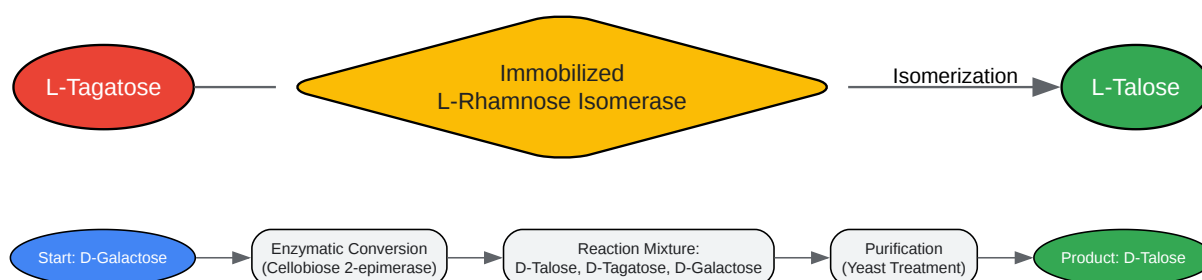 L-Tagatose
Immobilized
L-Rhamnose Isomerase
Isomerization
L-Talose
Start: D-Galactose
Enzymatic Conversion
(Cellobiose 2-epimerase)
Reaction Mixture:
D-Talose, D-Tagatose, D-Galactose
Purification
(Yeast Treatment)
Product: D-Talose